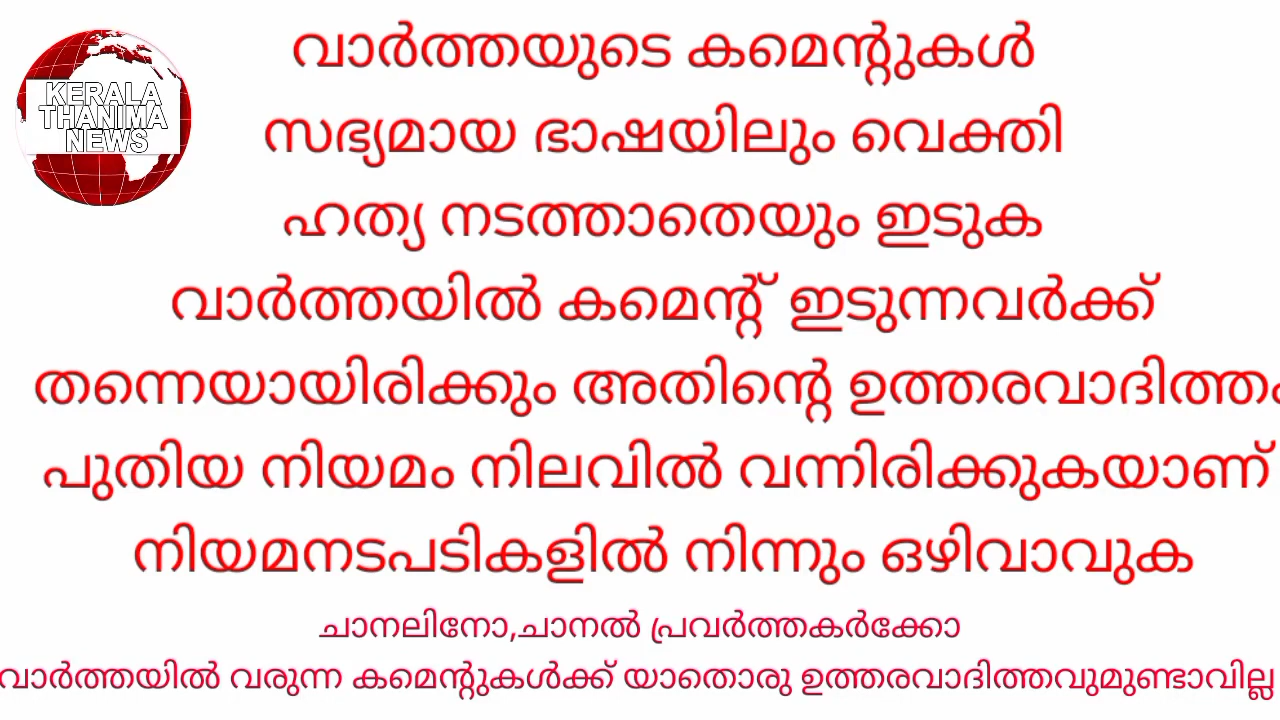 KERALA
THANIMA
NEWS
വാർത്തയുടെ കമെന്റുകൾ
സഭ്യമായ ഭാഷയിലും വെക്തി
ഹത്യ നടത്താതെയും ഇടുക
വാർത്തയിൽ കമെന്റ് ഇടുന്നവർക്ക്
തന്നെയായിരിക്കും അതിന്റെ ഉത്തരവാദിത്തം
പുതിയ നിയമം നിലവിൽ വന്നിരിക്കുകയാണ്
നിയമനടപടികളിൽ നിന്നും ഒഴിവാവുക
ചാനലിനോ,ചാനൽ പ്രവർത്തകർക്കോ
വാർത്തയിൽ വരുന്ന കമെന്റുകൾക്ക് യാതൊരു ഉത്തരവാദിത്തവുമുണ്ടാവില്ല